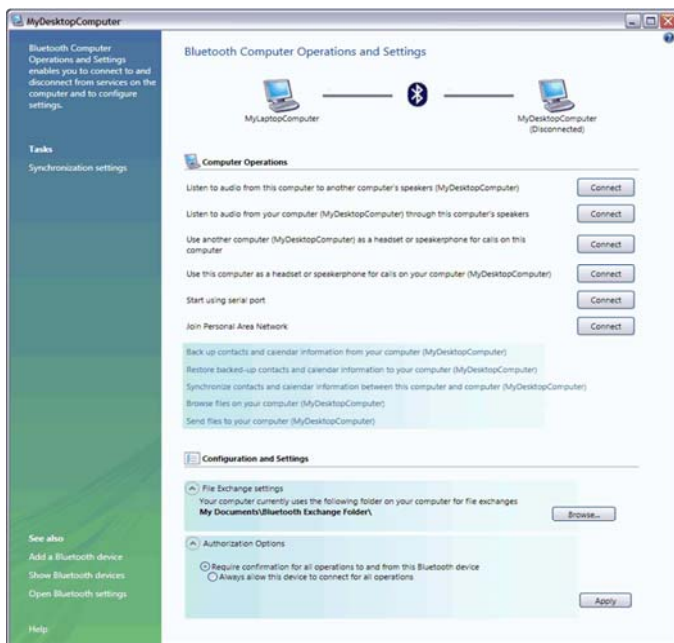 MyDesktopComputer
Bluetooth Computer
Operations and Settings
enables you to connect to and
disconnect from services on the
computer and to configure
settings.
Tasks
Synchronization settings
See also
Add a Bluetooth device
Show Bluetooth devices
Open Bluetooth settings
Help
Bluetooth Computer Operations and Settings
MyLaptopComputer
MyDesktopComputer
(Disconnected)
Computer Operations
Listen to audio from this computer to another computer's speakers (MyDesktopComputer) Connect
Listen to audio from your computer (MyDesktopComputer) through this computer's speakers Connect
Use another computer (MyDesktopComputer) as a headset or speakerphone for calls on this
computer Connect
Use this computer as a headset or speakerphone for calls on your computer (MyDesktopComputer) Connect
Start using serial port Connect
Join Personal Area Network Connect
Back up contacts and calendar information from your computer (MyDesktopComputer)
Restore backed-up contacts and calendar information to your computer (MyDesktopComputer)
Synchronize contacts and calendar information between this computer and computer (MyDesktopComputer)
Browse files on your computer (MyDesktopComputer)
Send files to your computer (MyDesktopComputer)
Configuration and Settings
File Exchange settings
Your computer currently uses the following folder on your computer for file exchanges
My Documents\Bluetooth Exchange Folder\
Browse...
Authorization Options
Require confirmation for all operations to and from this Bluetooth device
Always allow this device to connect for all operations
Apply